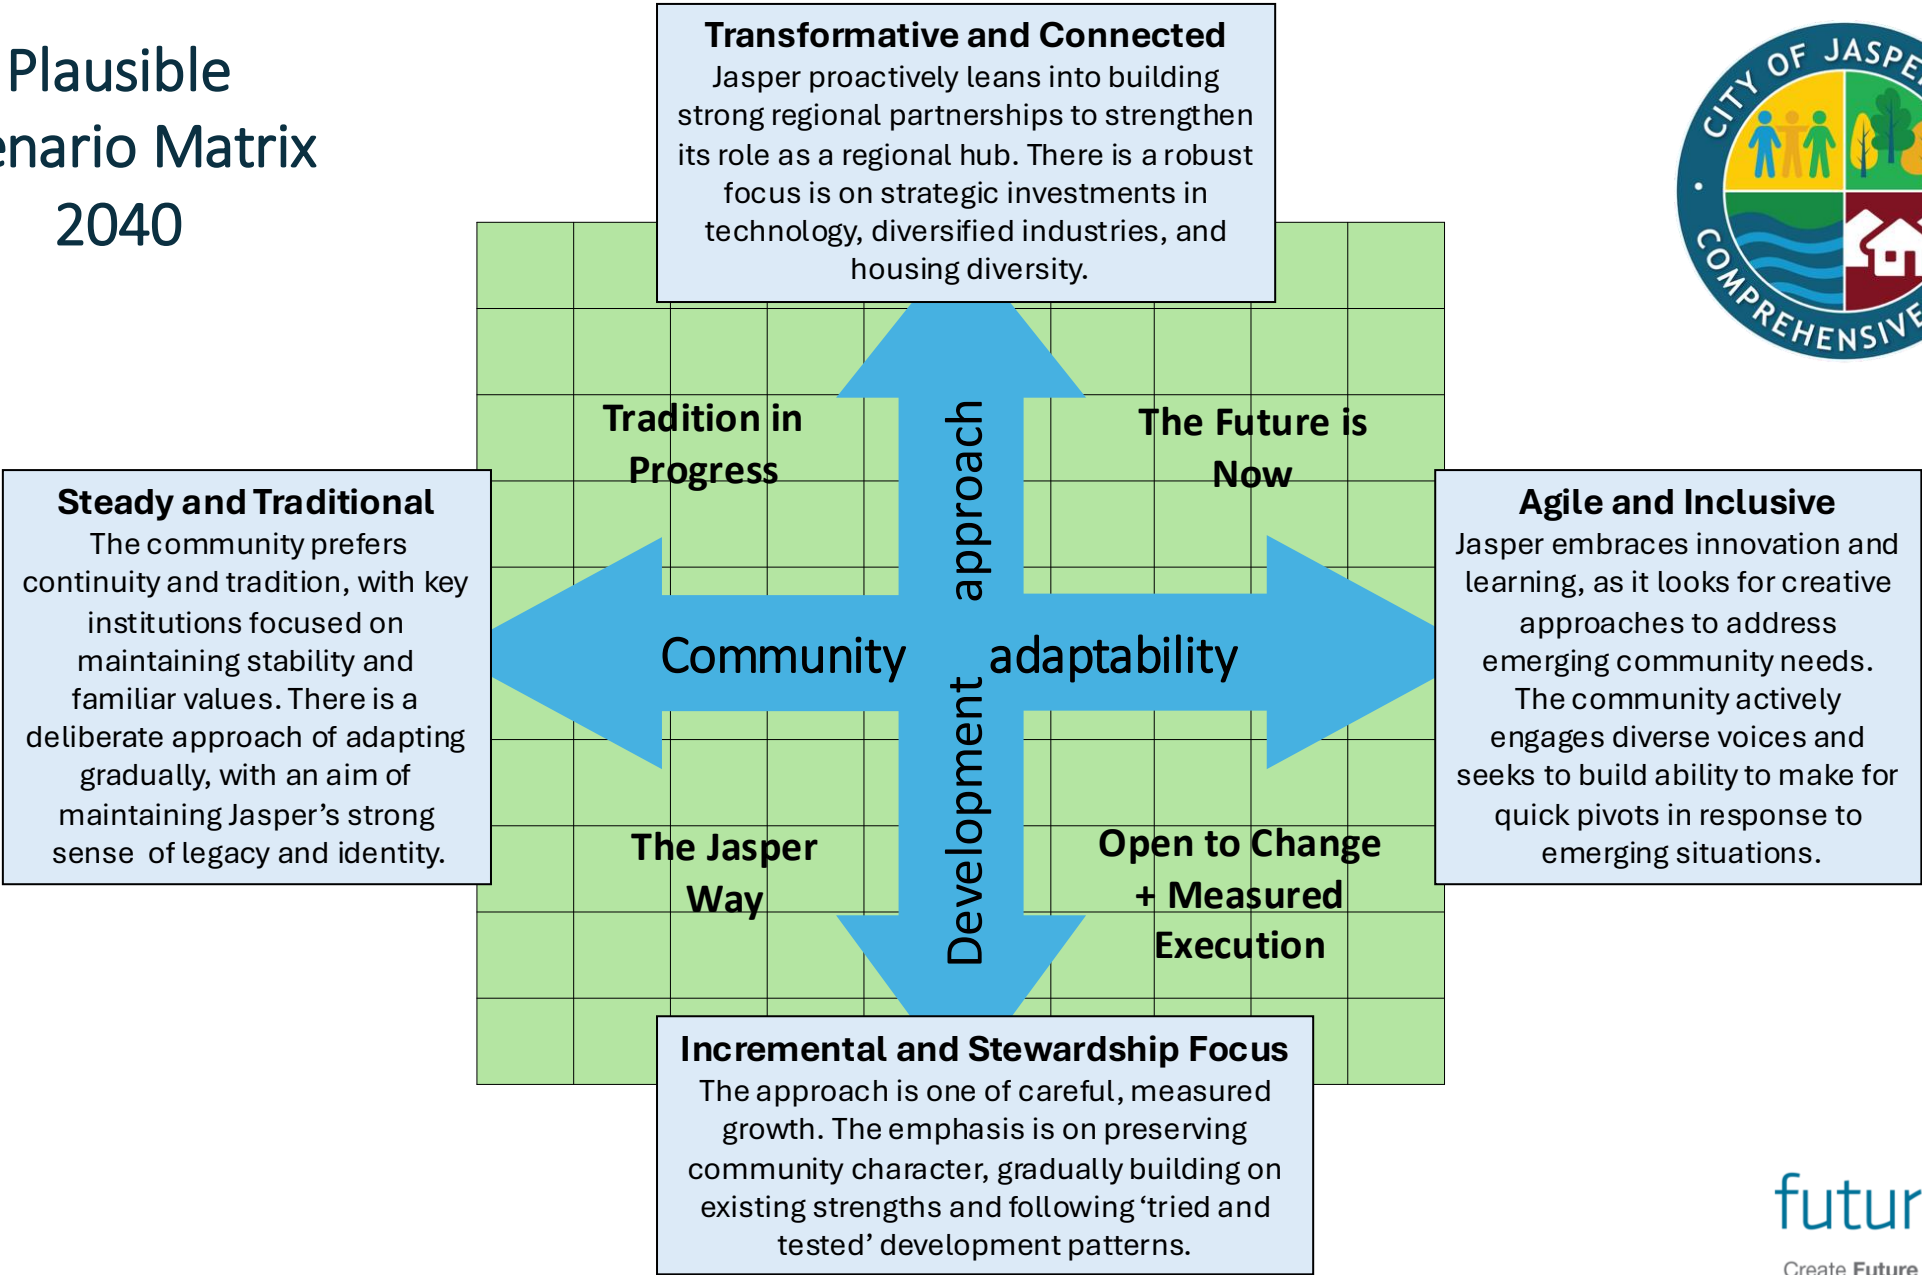 Plausible
enario Matrix
2040
Transformative and Connected
Jasper proactively leans into building
strong regional partnerships to strengthen
its role as a regional hub. There is a robust
focus is on strategic investments in
technology, diversified industries, and
housing diversity.
CITY OF JASPE
COMPREHENSIVE
Tradition in
Progress
The Future is
Now
Steady and Traditional
The community prefers
continuity and tradition, with key
institutions focused on
maintaining stability and
familiar values. There is a
deliberate approach of adapting
gradually, with an aim of
maintaining Jasper’s strong
sense of legacy and identity.
Development approach
Community adaptability
Agile and Inclusive
Jasper embraces innovation and
learning, as it looks for creative
approaches to address
emerging community needs.
The community actively
engages diverse voices and
seeks to build ability to make for
quick pivots in response to
emerging situations.
The Jasper
Way
Open to Change
+ Measured
Execution
Incremental and Stewardship Focus
The approach is one of careful, measured
growth. The emphasis is on preserving
community character, gradually building on
existing strengths and following ‘tried and
tested’ development patterns.
futur
Create Future